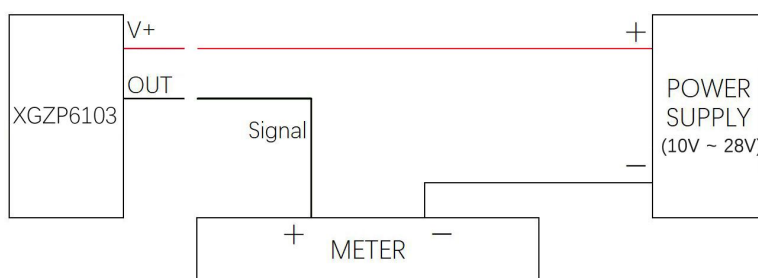 V+
+
OUT
XGZP6103
POWER
SUPPLY
(10V ~ 28V)
Signal
−
+
METER
−